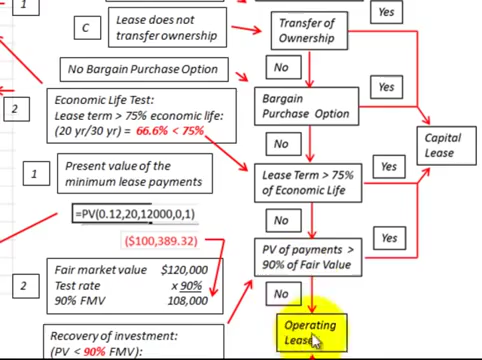 1
Yes
C
Lease does not
transfer ownership
Transfer of
Ownership
No
No Bargain Purchase Option
Yes
2
Economic Life Test:
Lease term > 75% economic life:
(20 yr/30 yr) = 66.6% < 75%
Bargain
Purchase Option
No
Capital
Lease
1
Present value of the
minimum lease payments
Lease Term > 75%
of Economic Life
Yes
=PV(0.12,20,12000,0,1)
No
($100,389.32)
PV of payments >
90% of Fair Value
Yes
2
Fair market value $120,000
Test rate x 90%
90% FMV 108,000
No
Operating
Lease
Recovery of investment:
(PV < 90% FMV):